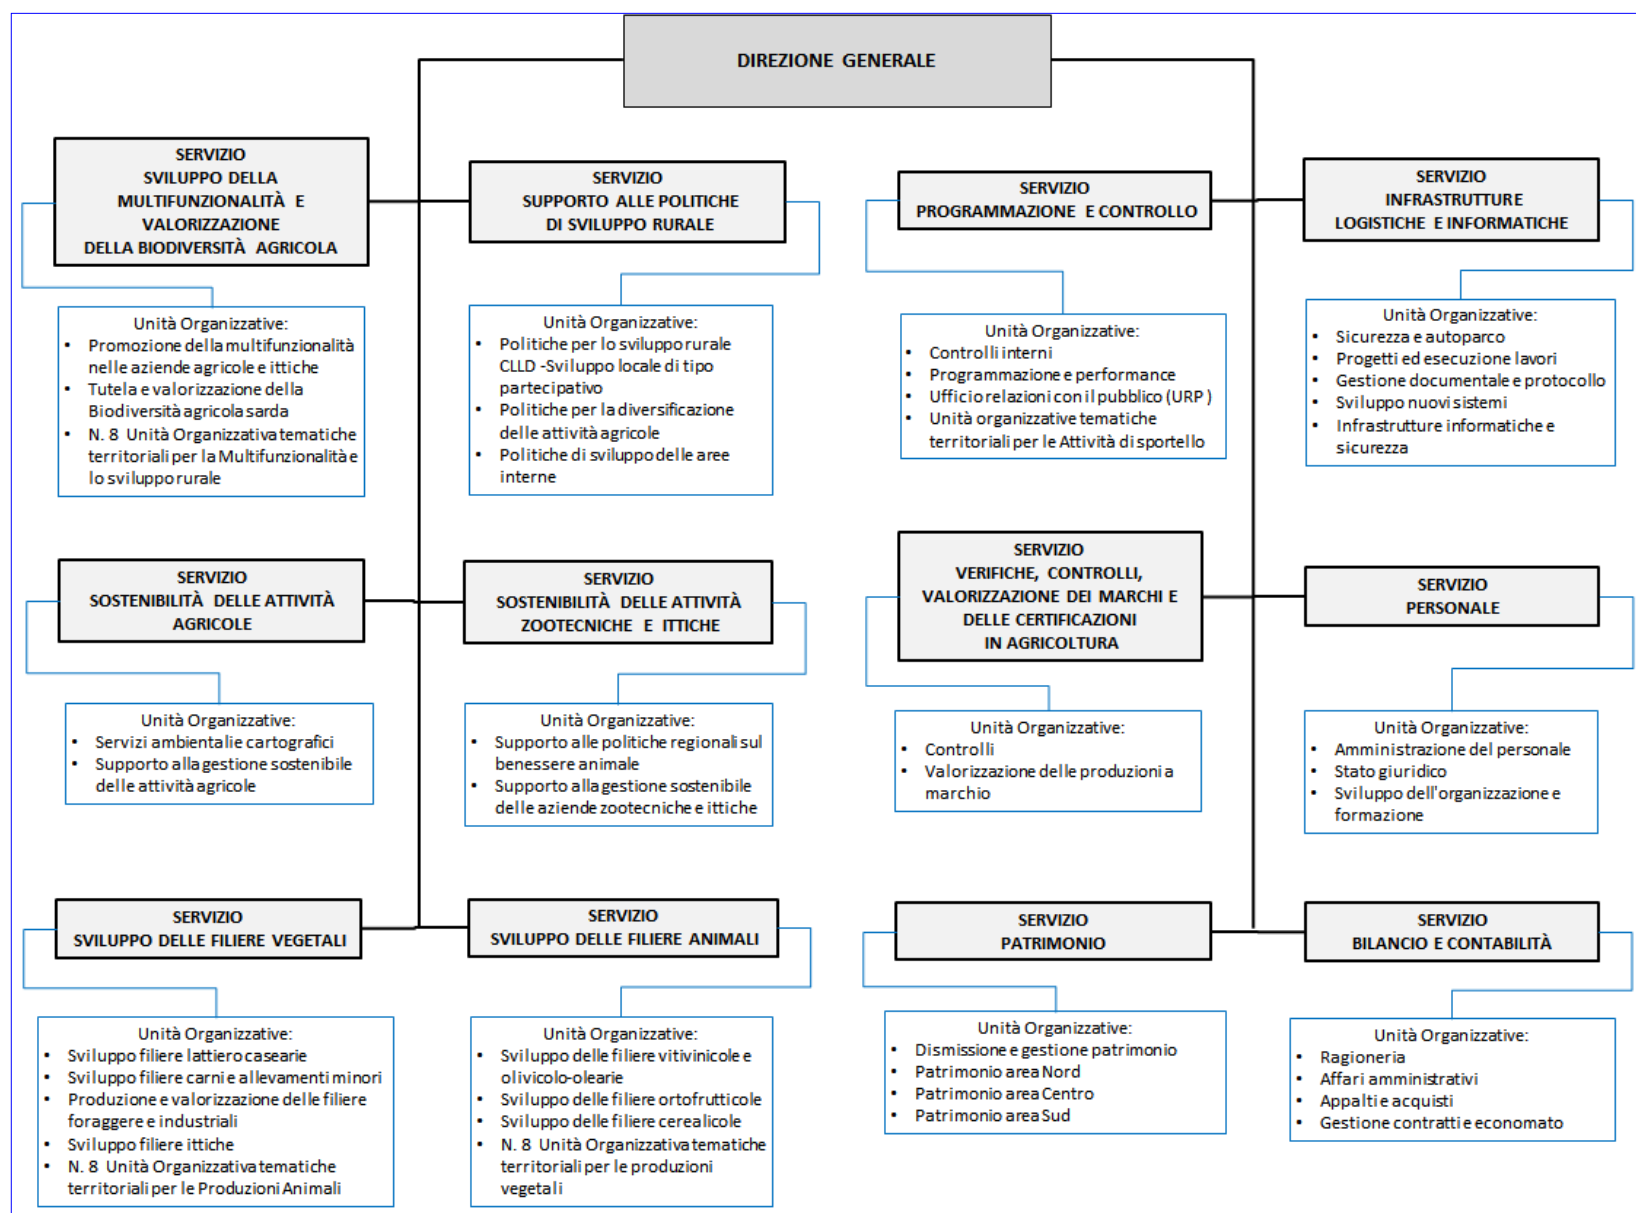 DIREZIONE GENERALE
SERVIZIO
SVILUPPO DELLA
MULTIFUNZIONALITÀ E
VALORIZZAZIONE
DELLA BIODIVERSITÀ AGRICOLA
Unità Organizzative:
• Promozione della multifunzionalità
nelle aziende agricole e ittiche
• Tutela e valorizzazione della
Biodiversità agricola sarda
• N. 8 Unità Organizzativa tematiche
territoriali per la Multifunzionalità e
lo sviluppo rurale
SERVIZIO
SUPPORTO ALLE POLITICHE
DI SVILUPPO RURALE
Unità Organizzative:
• Politiche per lo sviluppo rurale
CLLD -Sviluppo locale di tipo
partecipativo
• Politiche per la diversificazione
delle attività agricole
• Politiche di sviluppo delle aree
interne
SERVIZIO
PROGRAMMAZIONE E CONTROLLO
Unità Organizzative:
• Controlli interni
• Programmazione e performance
• Ufficio relazioni con il pubblico (URP )
• Unità organizzative tematiche
territoriali per le Attività di sportello
SERVIZIO
INFRASTRUTTURE
LOGISTICHE E INFORMATICHE
Unità Organizzative:
• Sicurezza e autoparco
• Progetti ed esecuzione lavori
• Gestione documentale e protocollo
• Sviluppo nuovi sistemi
• Infrastrutture informatiche e
sicurezza
SERVIZIO
SOSTENIBILITÀ DELLE ATTIVITÀ
AGRICOLE
Unità Organizzative:
• Servizi ambientali e cartografici
• Supporto alla gestione sostenibile
delle attività agricole
SERVIZIO
SOSTENIBILITÀ DELLE ATTIVITÀ
ZOOTECNICHE E ITTICHE
Unità Organizzative:
• Supporto alle politiche regionali sul
benessere animale
• Supporto alla gestione sostenibile
delle aziende zootecniche e ittiche
SERVIZIO
VERIFICHE, CONTROLLI,
VALORIZZAZIONE DEI MARCHI E
DELLE CERTIFICAZIONI
IN AGRICOLTURA
Unità Organizzative:
• Controlli
• Valorizzazione delle produzioni a
marchio
SERVIZIO
PERSONALE
Unità Organizzative:
• Amministrazione del personale
• Stato giuridico
• Sviluppo dell'organizzazione e
formazione
SERVIZIO
SVILUPPO DELLE FILIERE VEGETALI
Unità Organizzative:
• Sviluppo filiere lattiero casearie
• Sviluppo filiere carni e allevamenti minori
• Produzione e valorizzazione delle filiere
foraggere e industriali
• Sviluppo filiere ittiche
• N. 8 Unità Organizzativa tematiche
territoriali per le Produzioni Animali
SERVIZIO
SVILUPPO DELLE FILIERE ANIMALI
Unità Organizzative:
• Sviluppo delle filiere vitivinicole e
olivicolo-olearie
• Sviluppo delle filiere ortofrutticole
• Sviluppo delle filiere cerealicole
• N. 8 Unità Organizzativa tematiche
territoriali per le produzioni
vegetali
SERVIZIO
PATRIMONIO
Unità Organizzative:
• Dismissione e gestione patrimonio
• Patrimonio area Nord
• Patrimonio area Centro
• Patrimonio area Sud
SERVIZIO
BILANCIO E CONTABILITÀ
Unità Organizzative:
• Ragioneria
• Affari amministrativi
• Appalti e acquisti
• Gestione contratti e economato